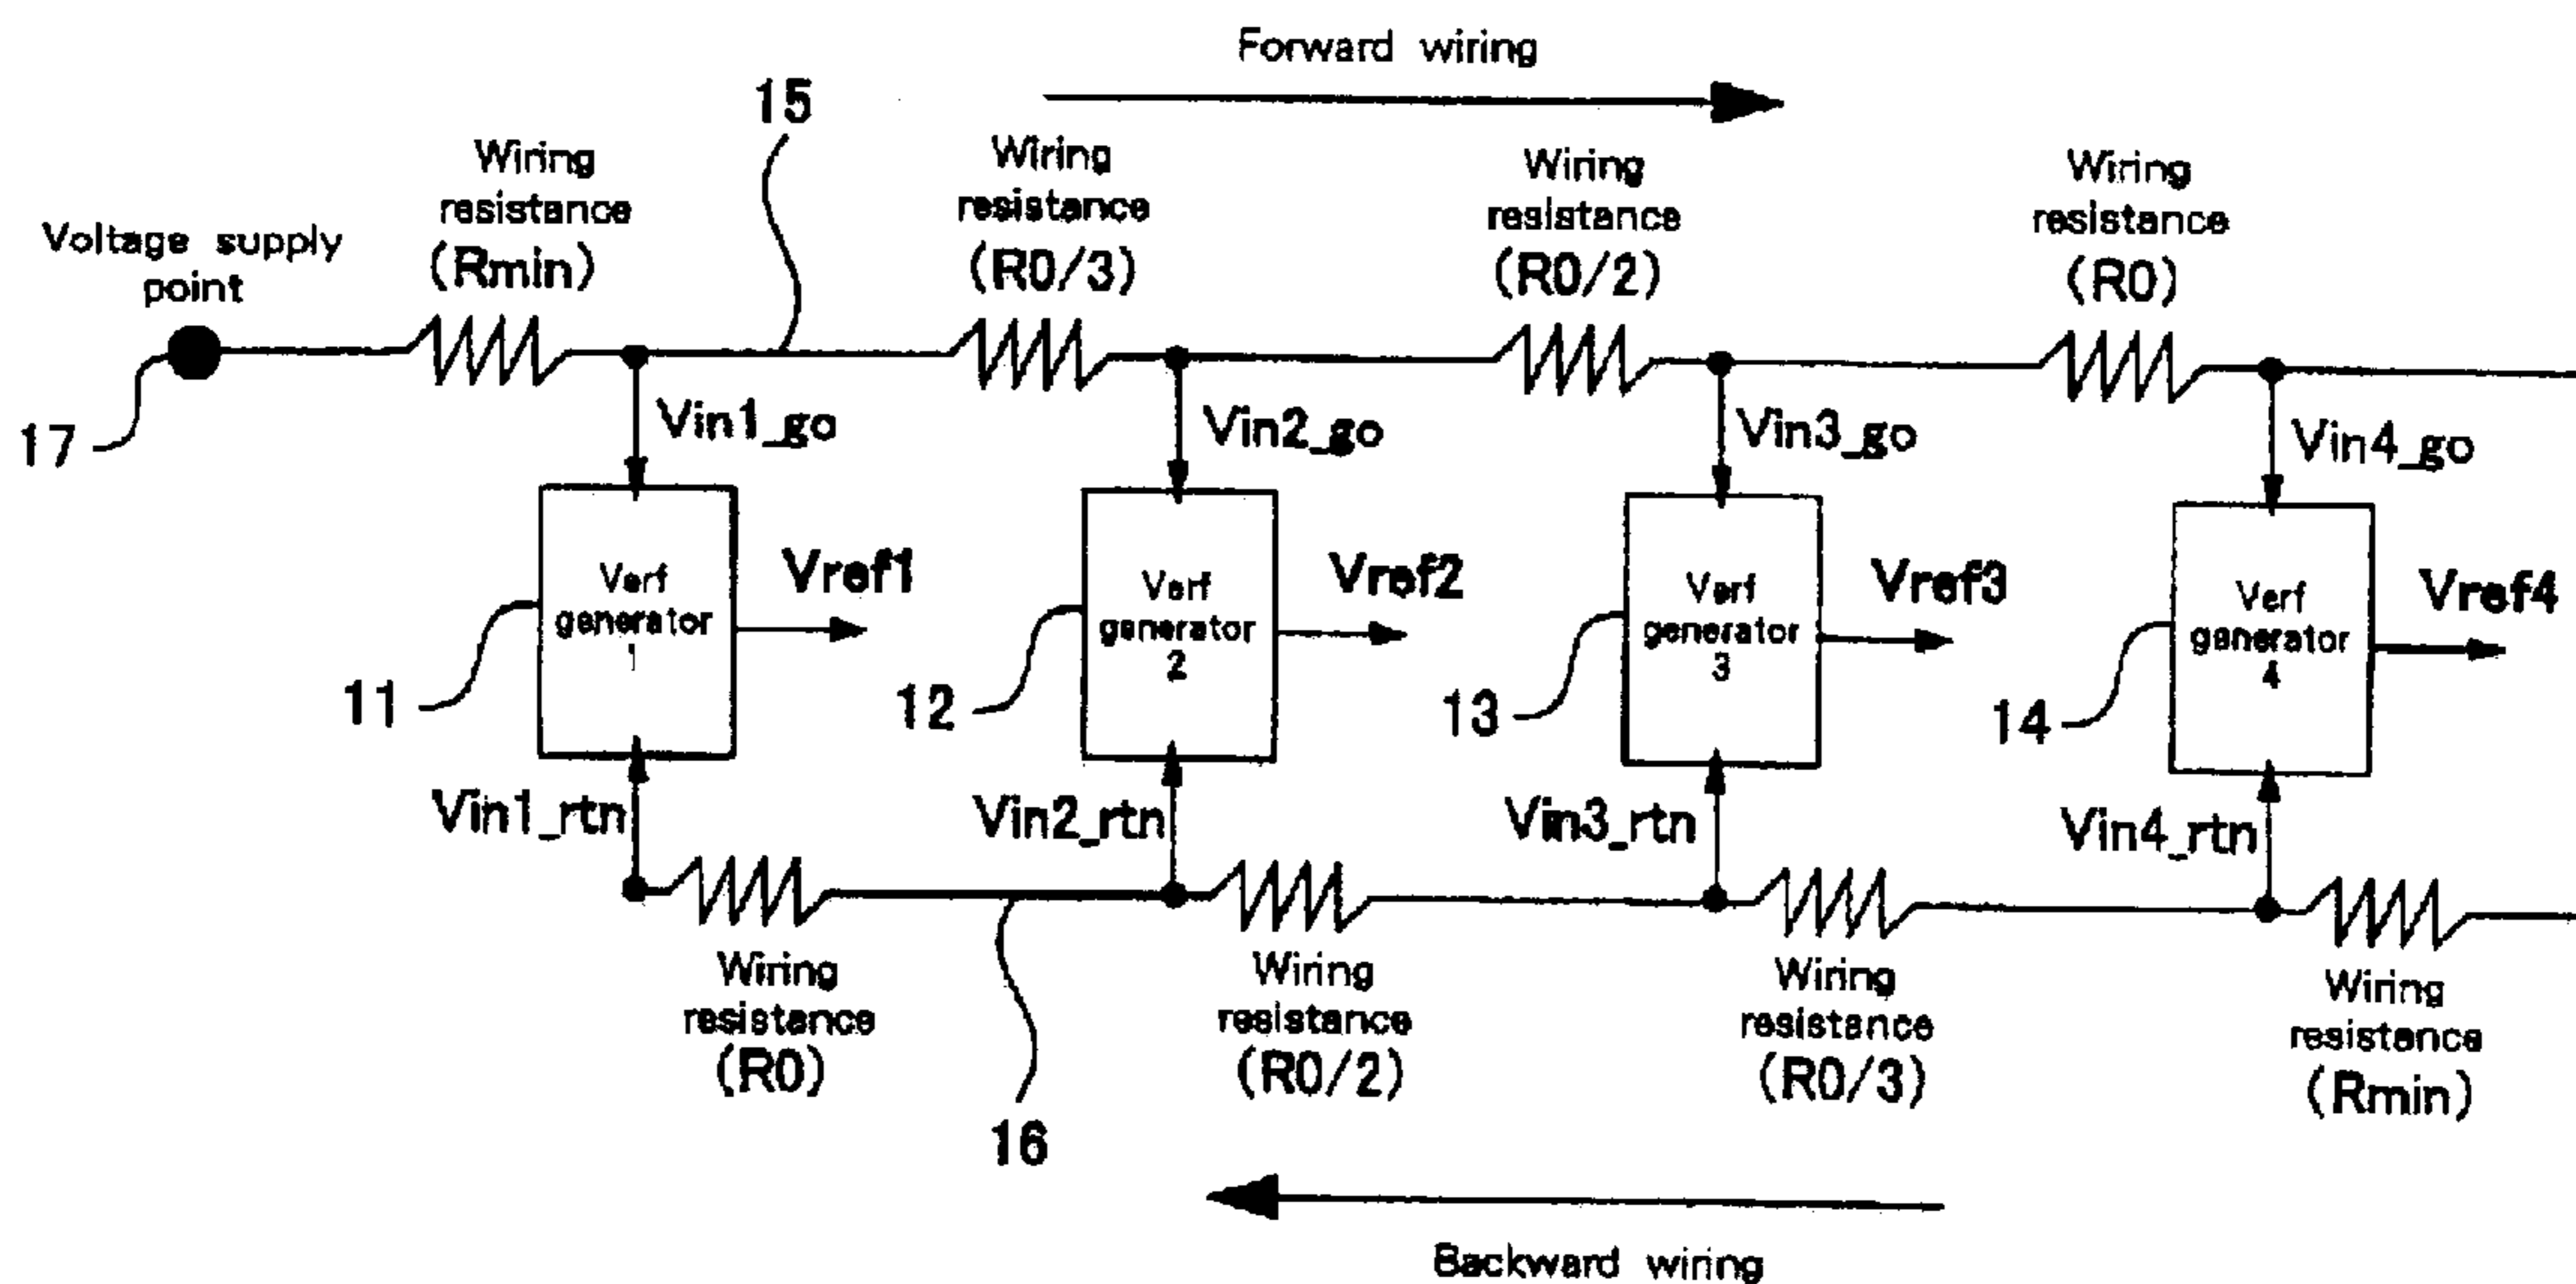 Forward wiring
15
Wiring
resistance
(Rmin)
Wiring
resistance
(R0/3)
Wiring
resistance
(R0/2)
Wiring
resistance
(R0)
Voltage supply
point
17
Vin1_go
Vin2_go
Vin3_go
Vin4_go
Verf
generator
1
Vref1
Verf
generator
2
Vref2
Verf
generator
3
Vref3
Verf
generator
4
Vref4
11
12
13
14
Vin1_rtn
Vin2_rtn
Vin3_rtn
Vin4_rtn
Wiring
resistance
(R0)
Wiring
resistance
(R0/2)
Wiring
resistance
(R0/3)
Wiring
resistance
(Rmin)
16
Backward wiring